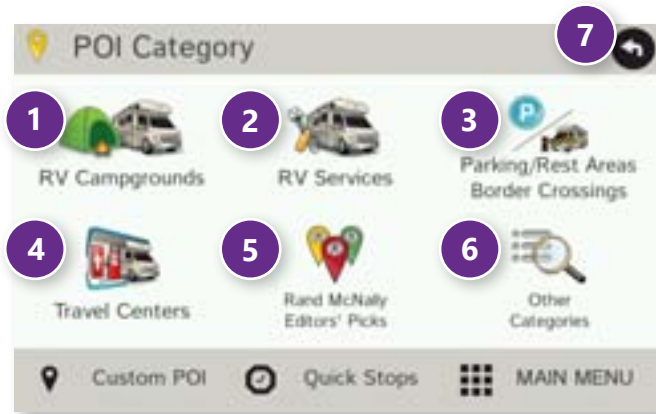 POI Category
7
1
RV Campgrounds
2
RV Services
3
P
Parking/Rest Areas
Border Crossings
4
Travel Centers
5
Rand McNally
Editors' Picks
6
Other
Categories
Custom POI
Quick Stops
MAIN MENU